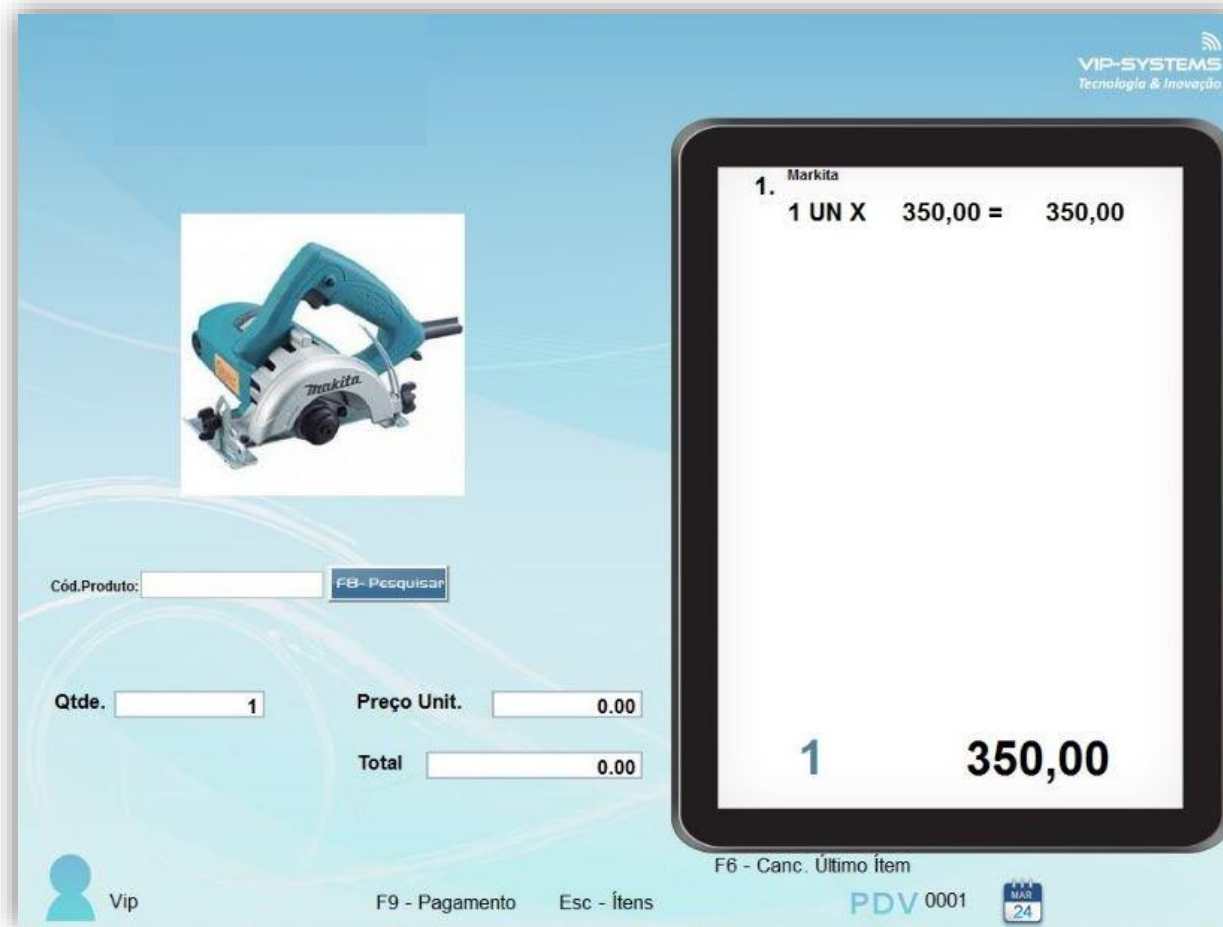 VIP-SYSTEMS
Tecnologia & Inovação
1. Markita
1 UN X 350,00 = 350,00
makita
Cód.Produto:
F8- Pesquisar
Qtde. 1
Preço Unit. 0.00
Total 0.00
1 350,00
F6 - Canc. Último Ítem
Vip
F9 - Pagamento
Esc - Ítens
PDV 0001
MAR
24